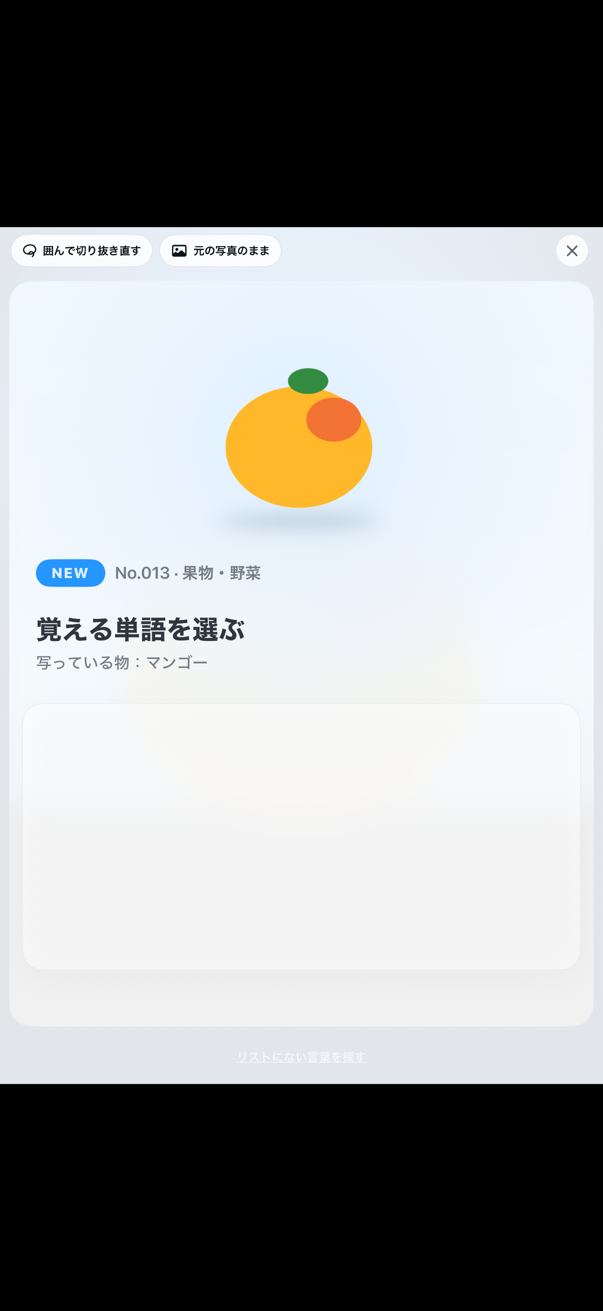 囲んで切り抜き直す
元の写真のまま
NEW
No.013 · 果物・野菜
覚える単語を選ぶ
写っている物：マンゴー
リストにない言葉を探す